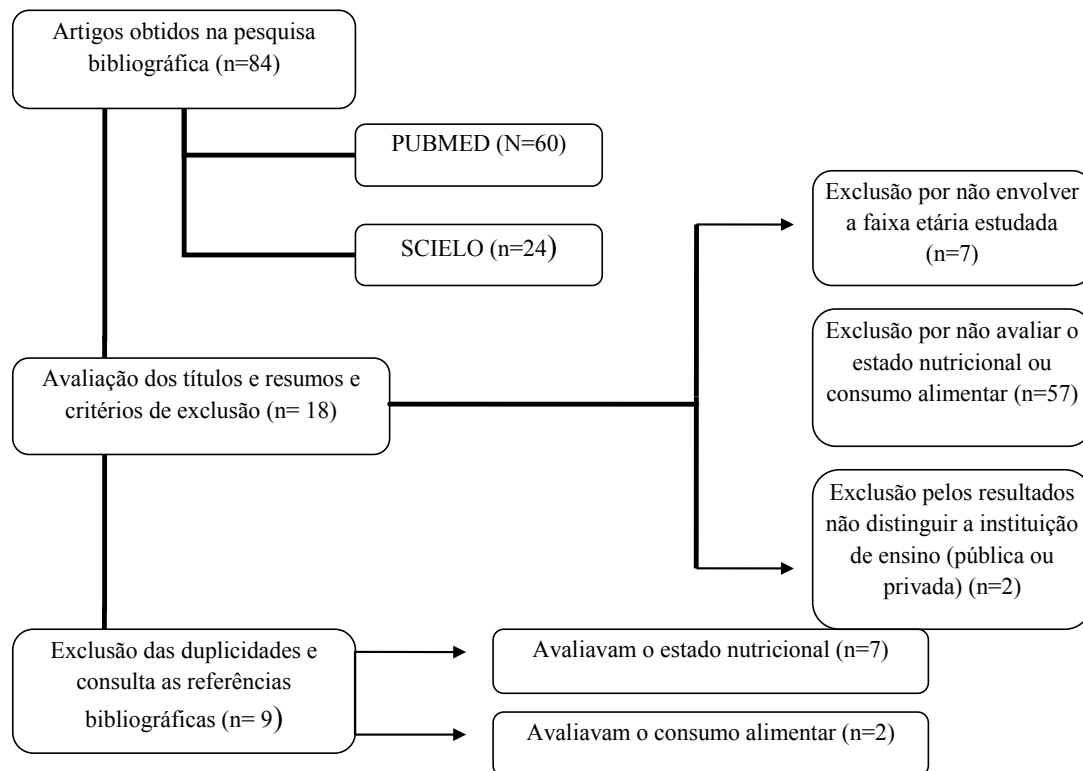 Artigos obtidos na pesquisa
bibliográfica (n=84)
PUBMED (N=60)
SCIELO (n=24)
Exclusão por não envolver
a faixa etária estudada
(n=7)
Avaliação dos títulos e resumos e
critérios de exclusão (n= 18)
Exclusão por não avaliar o
estado nutricional ou
consumo alimentar (n=57)
Exclusão pelos resultados
não distinguir a instituição
de ensino (pública ou
privada) (n=2)
Exclusão das duplicidades e
consulta as referências
bibliográficas (n= 9)
Avaliavam o estado nutricional (n=7)
Avaliavam o consumo alimentar (n=2)